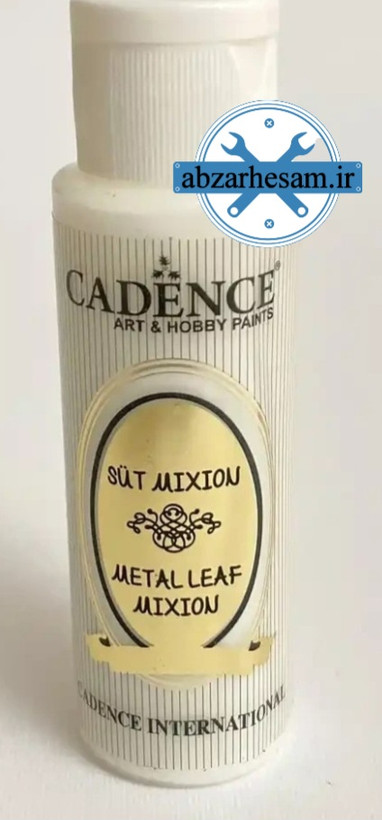 abzarhesam.ir
CADENCE®
ART & HOBBY PAINTS
SÜT MIXION
METAL LEAF
MIXION
CADENCE INTERNATIONAL